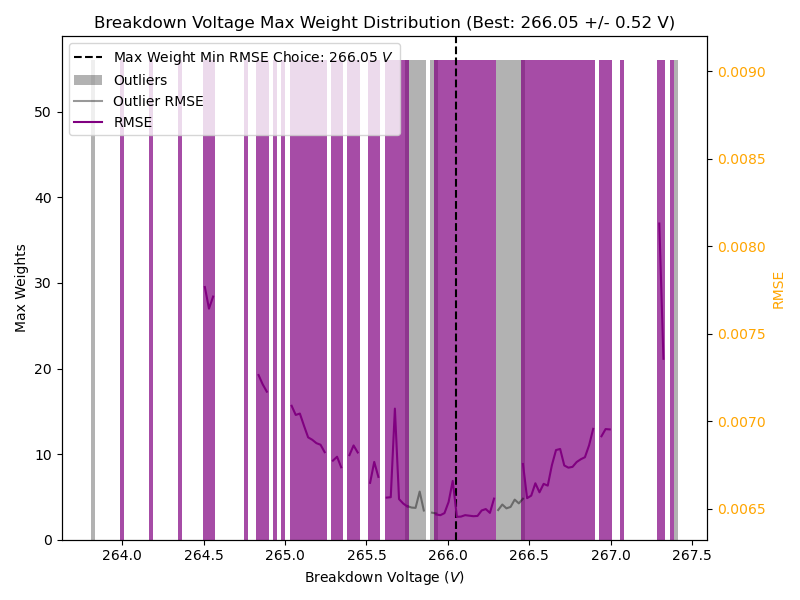 Breakdown Voltage Max Weight Distribution (Best: 266.05 +/- 0.52 V)
Max Weight Min RMSE Choice: 266.05 V
Outliers
Outlier RMSE
RMSE
Max Weights
50
40
30
20
10
0
0.0090
0.0085
0.0080
0.0075
0.0070
0.0065
RMSE
264.0 264.5 265.0 265.5 266.0 266.5 267.0 267.5
Breakdown Voltage (V)